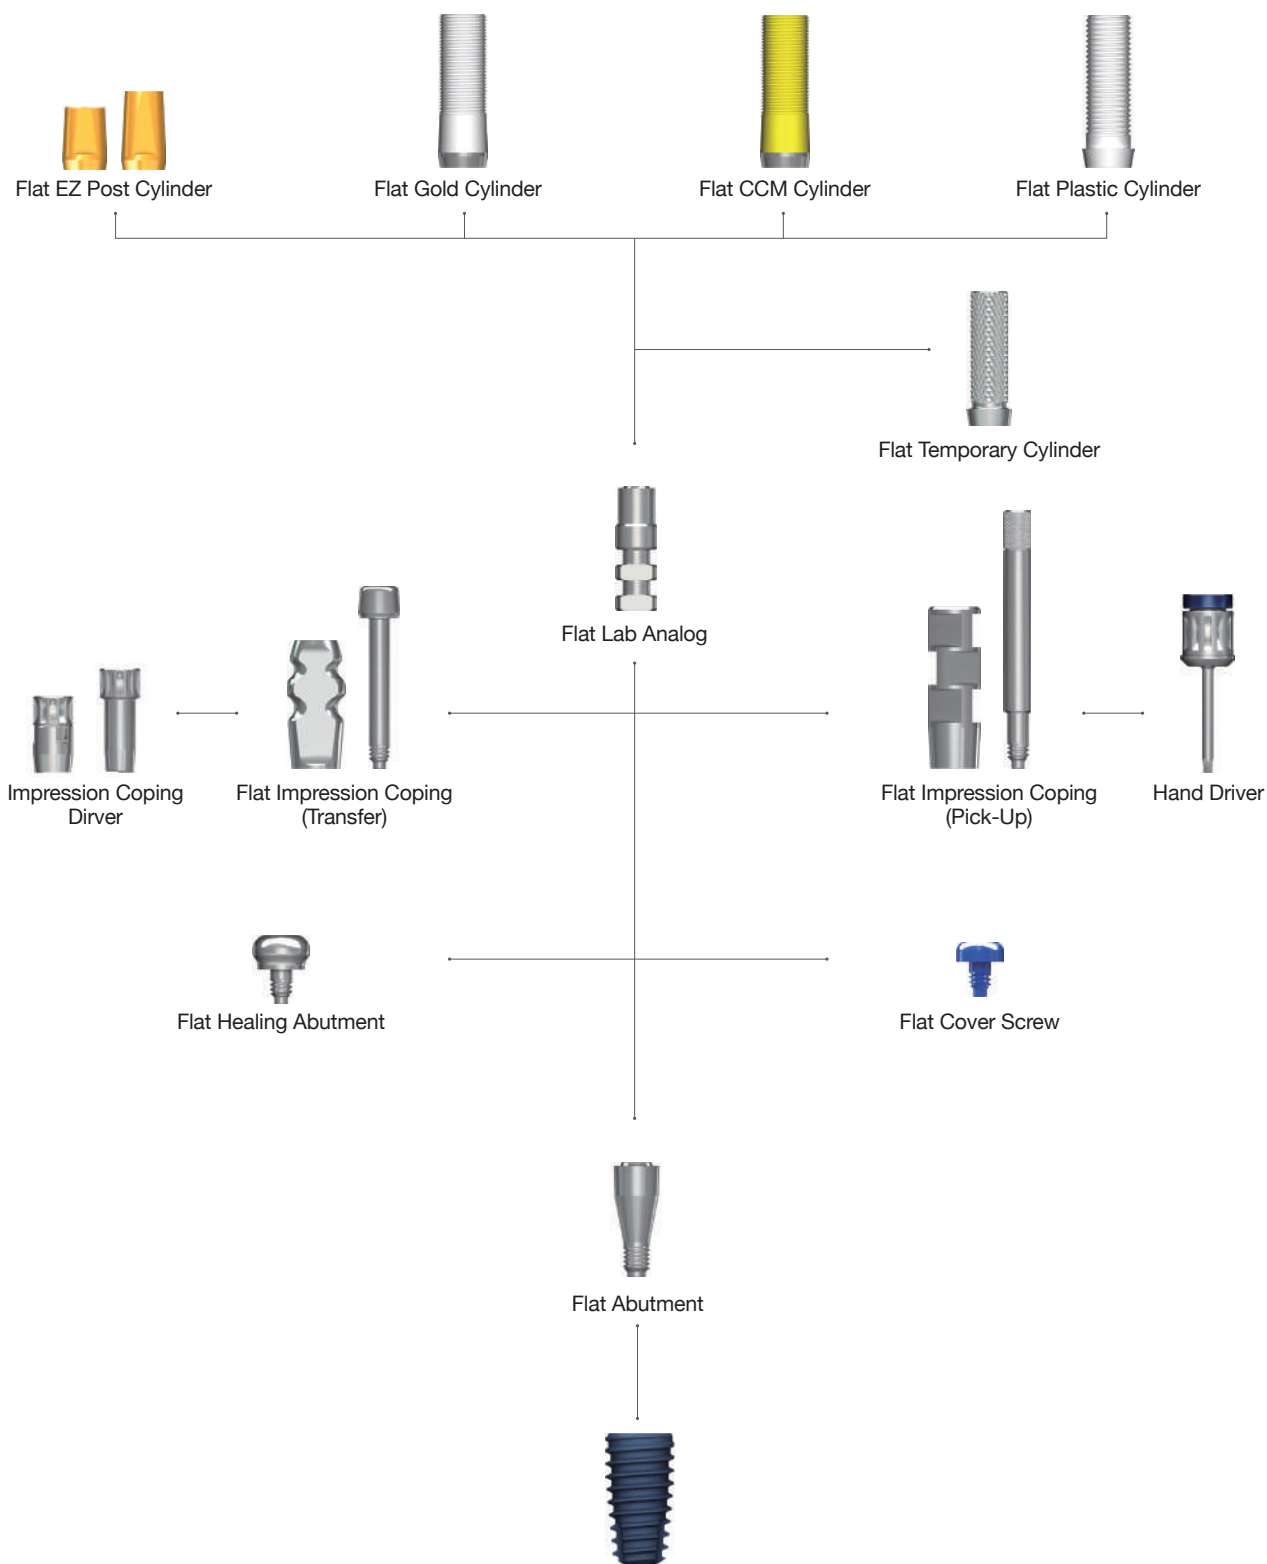 Flat EZ Post Cylinder
Flat Gold Cylinder
Flat CCM Cylinder
Flat Plastic Cylinder
Flat Temporary Cylinder
Flat Lab Analog
Impression Coping
Dirver
Flat Impression Coping
(Transfer)
Flat Impression Coping
(Pick-Up)
Hand Driver
Flat Healing Abutment
Flat Cover Screw
Flat Abutment